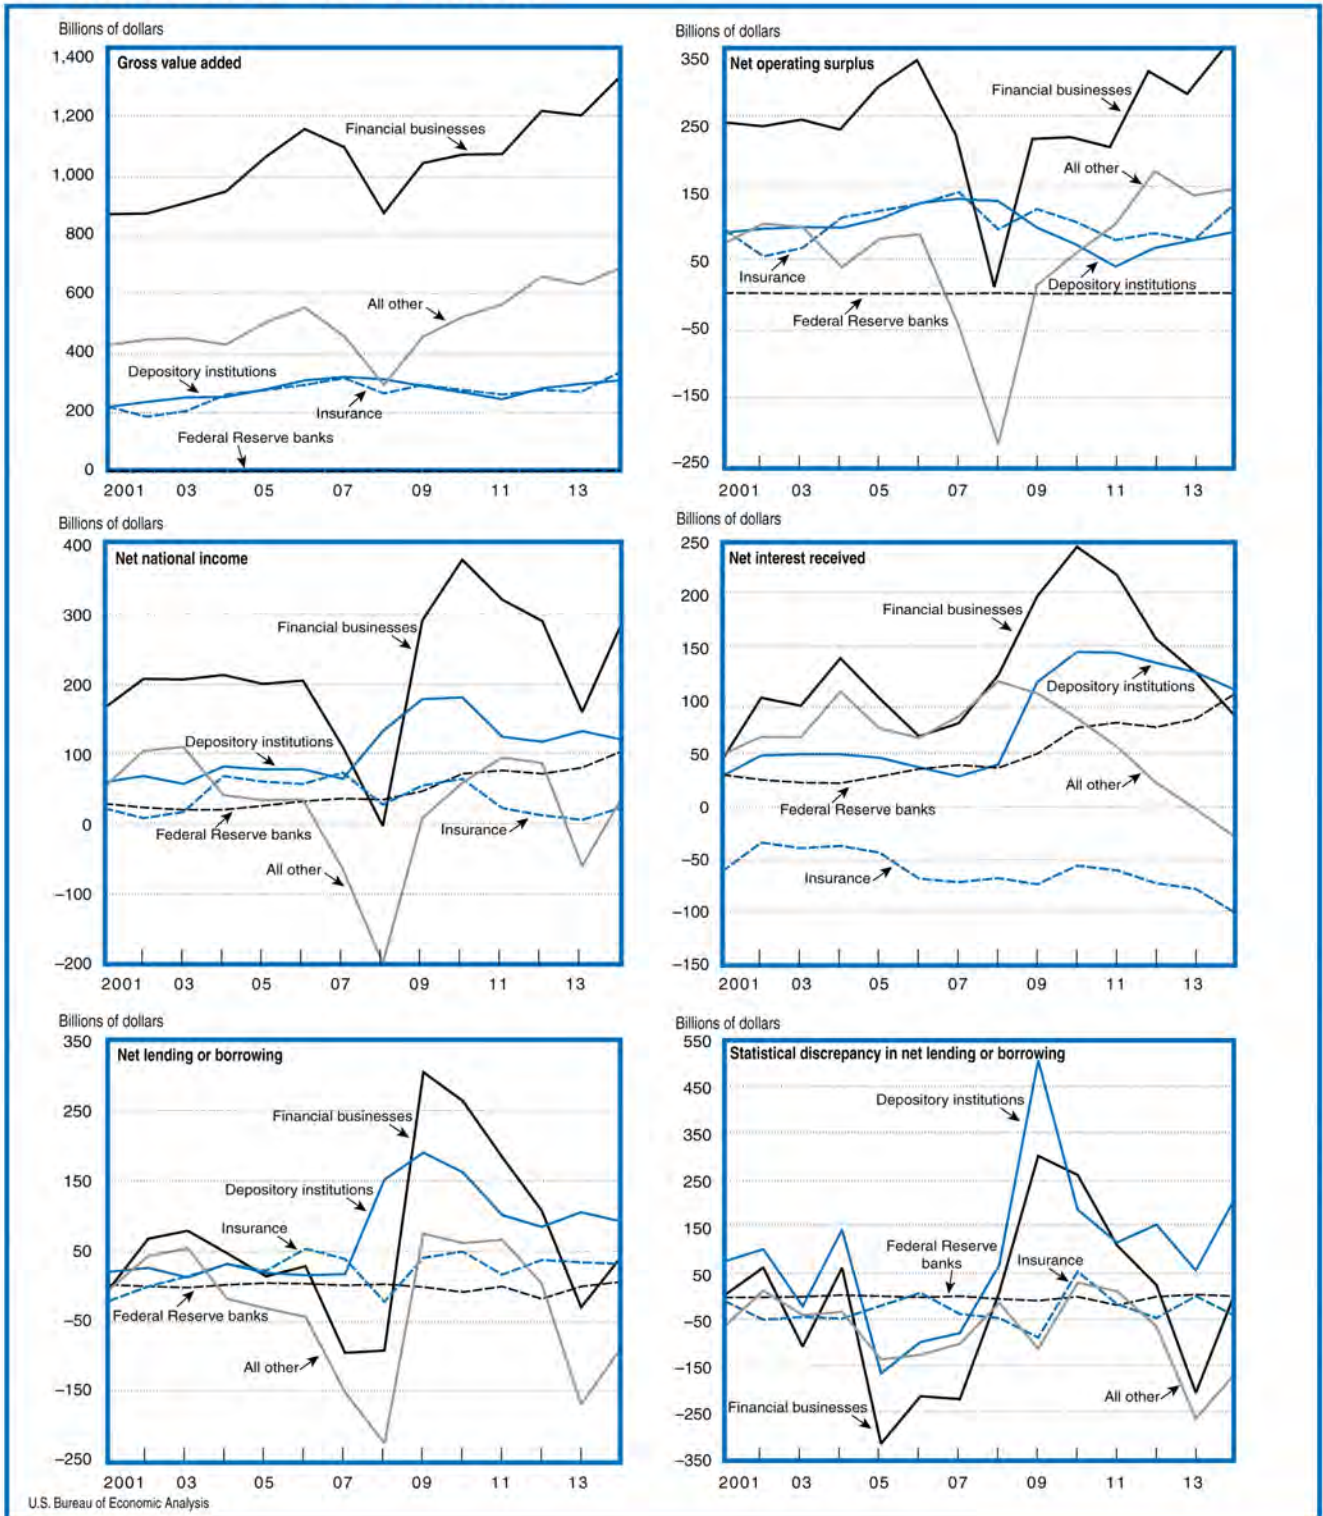 Billions of dollars
Gross value added
1,400
1,200
1,000
800
600
400
200
0
Financial businesses
All other
Depository institutions
Insurance
Federal Reserve banks
2001 03 05 07 09 11 13
Billions of dollars
Net operating surplus
350
250
150
50
−50
−150
−250
Financial businesses
All other
Insurance
Depository institutions
Federal Reserve banks
2001 03 05 07 09 11 13
Billions of dollars
Net national income
400
300
200
100
0
−100
−200
Financial businesses
Depository institutions
Federal Reserve banks
Insurance
All other
2001 03 05 07 09 11 13
Billions of dollars
Net interest received
250
200
150
100
50
0
−50
−100
−150
Financial businesses
Depository institutions
All other
Federal Reserve banks
Insurance
2001 03 05 07 09 11 13
Billions of dollars
Net lending or borrowing
350
250
150
50
−50
−150
−250
Financial businesses
Depository institutions
Insurance
Federal Reserve banks
All other
2001 03 05 07 09 11 13
Billions of dollars
Statistical discrepancy in net lending or borrowing
550
450
350
250
150
50
−50
−150
−250
−350
Depository institutions
Federal Reserve
banks
Insurance
All other
Financial businesses
2001 03 05 07 09 11 13
U.S. Bureau of Economic Analysis